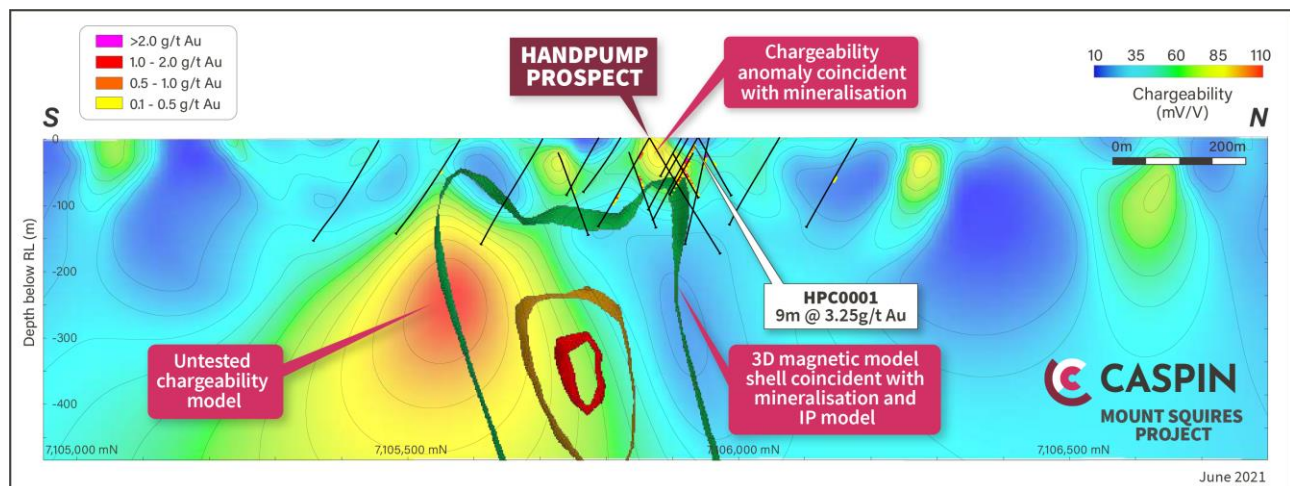 >2.0 g/t Au
1.0 - 2.0 g/t Au
0.5 - 1.0 g/t Au
0.1 - 0.5 g/t Au
HANDPUMP
PROSPECT
Chargeability
anomaly coincident
with mineralisation
10 35 60 85 110
Chargeability
(mV/V)
S
N
0m 200m
0
-100
-200
-300
-400
Depth below RL (m)
HPC0001
9m @ 3.25g/t Au
Untested
chargeability
model
3D magnetic model
shell coincident with
mineralisation and
IP model
CASPIN
MOUNT SQUIRES
PROJECT
7,105,000 mN 7,105,500 mN 7,106,000 mN 7,106,500 mN
June 2021